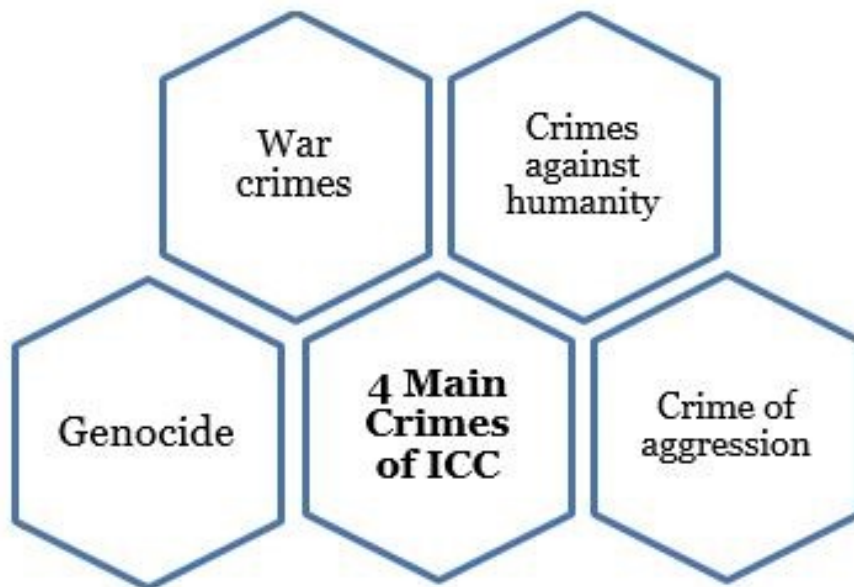 War
crimes
Crimes
against
humanity
Genocide
4 Main
Crimes
of ICC
Crime of
aggression